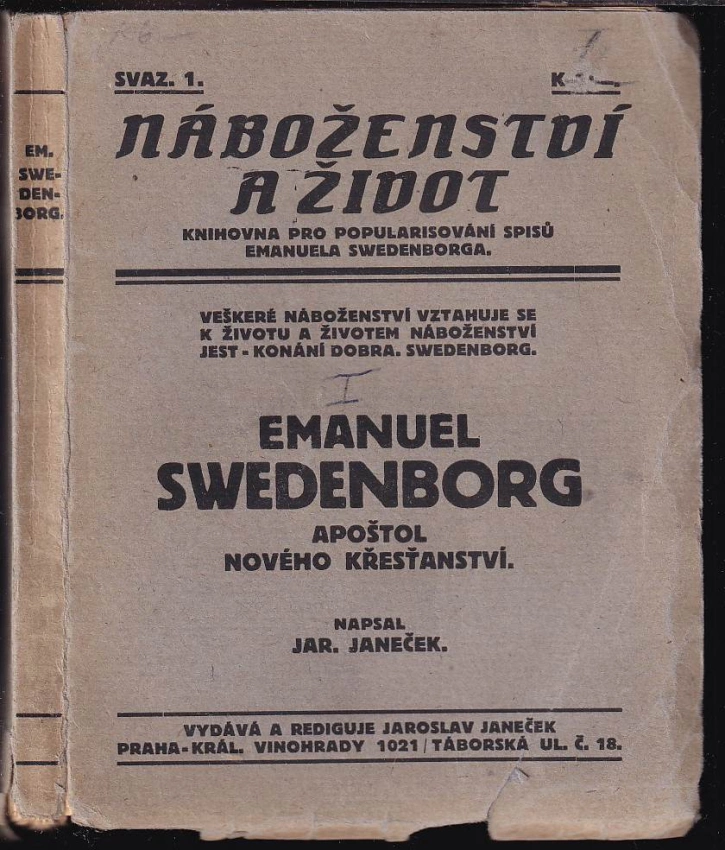 SVAZ. 1.
NÁBOŽENSTVÍ
A ŽIVOT
KNIHOVNA PRO POPULARISOVÁNÍ SPISŮ
EMANUELA SWEDENBORGA.
VEŠKERÉ NÁBOŽENSTVÍ VZTAHUJE SE
K ŽIVOTU A ŽIVOTEM NÁBOŽENSTVÍ
JEST - KONÁNÍ DOBRA. SWEDENBORG.
I
EMANUEL
SWEDENBORG
APOŠTOL
NOVÉHO KŘESŤANSTVÍ.
NAPSAL
JAR. JANEČEK.
VYDÁVÁ A REDIGUJE JAROSLAV JANEČEK
PRAHA-KRÁL. VINOHRADY 1021/TÁBORSKÁ UL. Č. 18.
EM.
SWE-
DEN-
BORG.